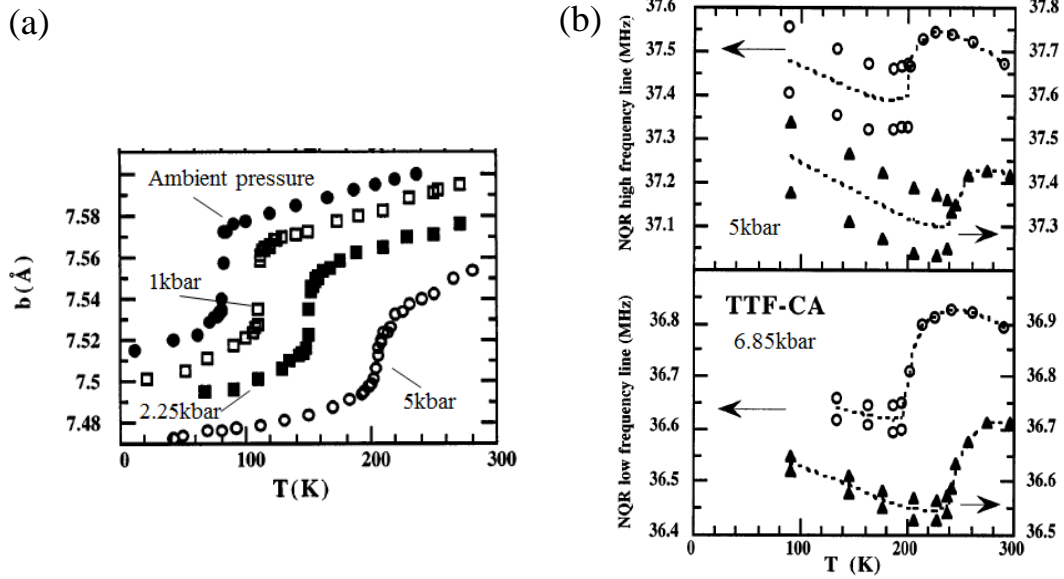 (a)
Ambient pressure
7.58
7.56
7.54
7.52
7.5
7.48
b(Å)
1kbar
2.25kbar
5kbar
0
100
200
300
T(K)
(b)
37.6
37.5
37.4
37.3
37.2
37.1
NQR high frequency line (MHz)
37.8
37.7
37.6
37.5
37.4
37.3
5kbar
36.8
36.7
36.6
36.5
36.4
NQR low frequency line (MHz)
TTF-CA
6.85kbar
36.9
36.8
36.7
36.6
36.5
0
100
200
300
T (K)